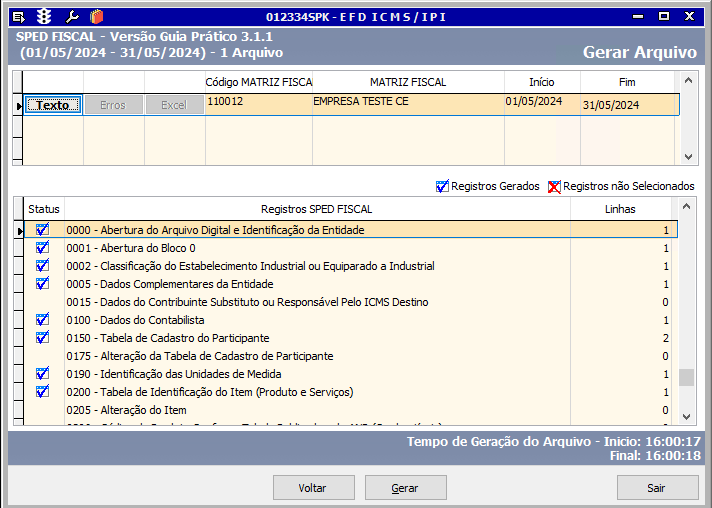 012334SPK - E F D I C M S / I P I
SPED FISCAL - Versão Guia Prático 3.1.1
(01/05/2024 - 31/05/2024) - 1 Arquivo
Gerar Arquivo
Código MATRIZ FISCA MATRIZ FISCAL Início Fim
Texto Erros Excel 110012 EMPRESA TESTE CE 01/05/2024 31/05/2024
Registros Gerados Registros não Selecionados
Status Registros SPED FISCAL Linhas
0000 - Abertura do Arquivo Digital e Identificação da Entidade 1
0001 - Abertura do Bloco 0 1
0002 - Classificação do Estabelecimento Industrial ou Equiparado a Industrial 1
0005 - Dados Complementares da Entidade 1
0015 - Dados do Contribuinte Substituto ou Responsável Pelo ICMS Destino 0
0100 - Dados do Contabilista 1
0150 - Tabela de Cadastro do Participante 2
0175 - Alteração da Tabela de Cadastro de Participante 0
0190 - Identificação das Unidades de Medida 1
0200 - Tabela de Identificação do Item (Produto e Serviços) 1
0205 - Alteração do Item 0
Tempo de Geração do Arquivo - Inicio: 16:00:17
Final: 16:00:18
Voltar Gerar Sair